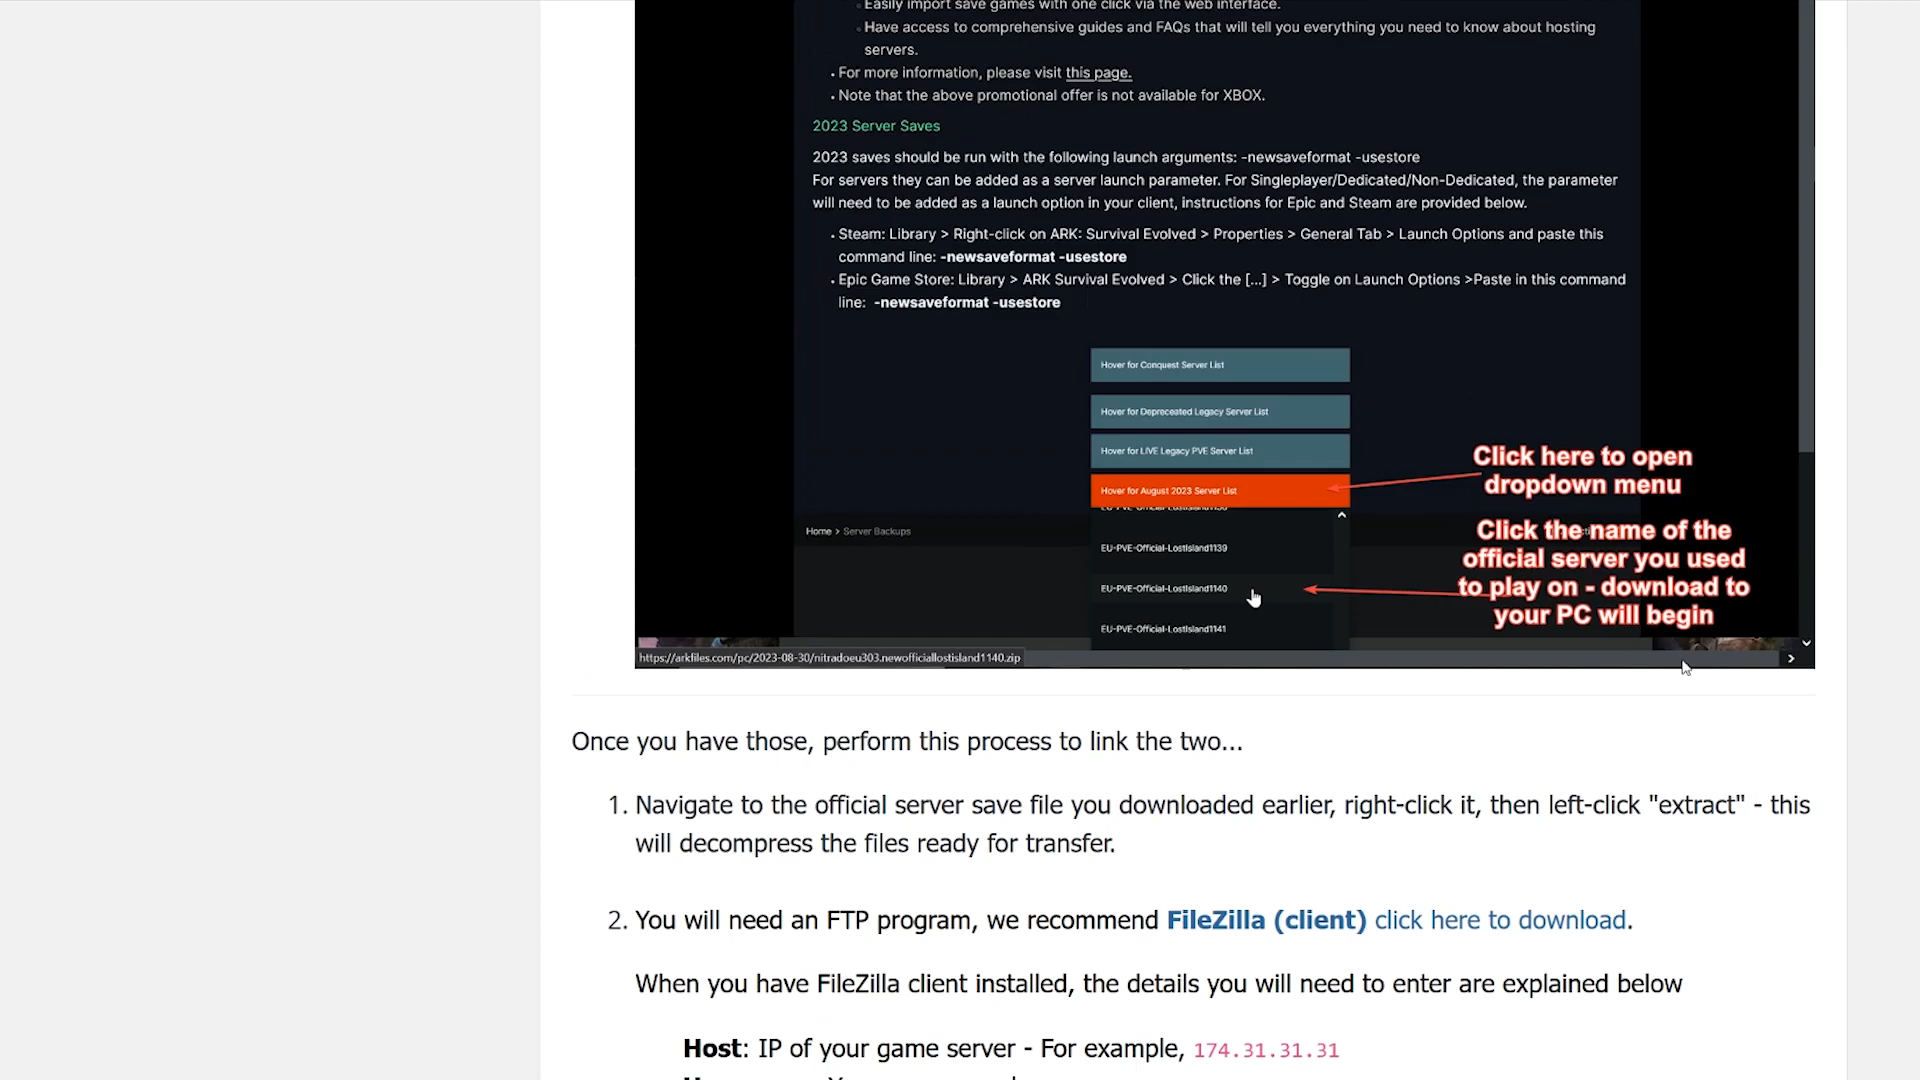 Easily import save games with one click via the web interface.
Have access to comprehensive guides and FAQs that will tell you everything you need to know about hosting
servers.
For more information, please visit this page.
Note that the above promotional offer is not available for XBOX.
2023 Server Saves
2023 saves should be run with the following launch arguments: -newsaveformat -usestore
For servers they can be added as a server launch parameter. For Singleplayer/Dedicated/Non-Dedicated, the parameter
will need to be added as a launch option in your client, instructions for Epic and Steam are provided below.
Steam: Library > Right-click on ARK: Survival Evolved > Properties > General Tab > Launch Options and paste this
command line: -newsaveformat -usestore
Epic Game Store: Library > ARK Survival Evolved > Click the [...] > Toggle on Launch Options >Paste in this command
line: -newsaveformat -usestore
Hover for Conquest Server List
Hover for Depreceated Legacy Server List
Hover for LIVE Legacy PVE Server List
Hover for August 2023 Server List
Click here to open
dropdown menu
Home > Server Backups
EU-PVE-Official-LostIsland1139
EU-PVE-Official-LostIsland1140
EU-PVE-Official-LostIsland1141
Click the name of the
official server you used
to play on - download to
your PC will begin
https://arkfiles.com/pc/2023-08-30/nitradoeu303.newofficiallostisland1140.zip
Once you have those, perform this process to link the two...
1. Navigate to the official server save file you downloaded earlier, right-click it, then left-click "extract" - this
will decompress the files ready for transfer.
2. You will need an FTP program, we recommend FileZilla (client) click here to download.
When you have FileZilla client installed, the details you will need to enter are explained below
Host: IP of your game server - For example, 174.31.31.31